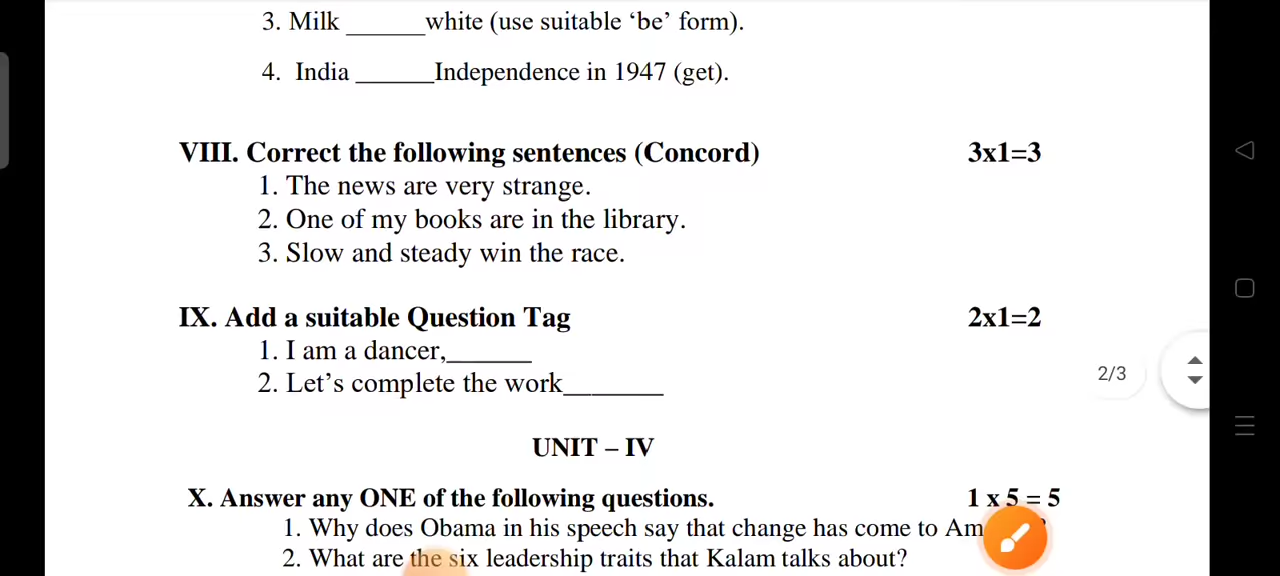 3. Milk ______white (use suitable ‘be’ form).
4. India ______Independence in 1947 (get).
VIII. Correct the following sentences (Concord) 3x1=3
1. The news are very strange.
2. One of my books are in the library.
3. Slow and steady win the race.
IX. Add a suitable Question Tag 2x1=2
1. I am a dancer,______
2. Let’s complete the work_______
2/3
UNIT – IV
X. Answer any ONE of the following questions. 1 x 5 = 5
1. Why does Obama in his speech say that change has come to
2. What are the six leadership traits that Kalam talks about?